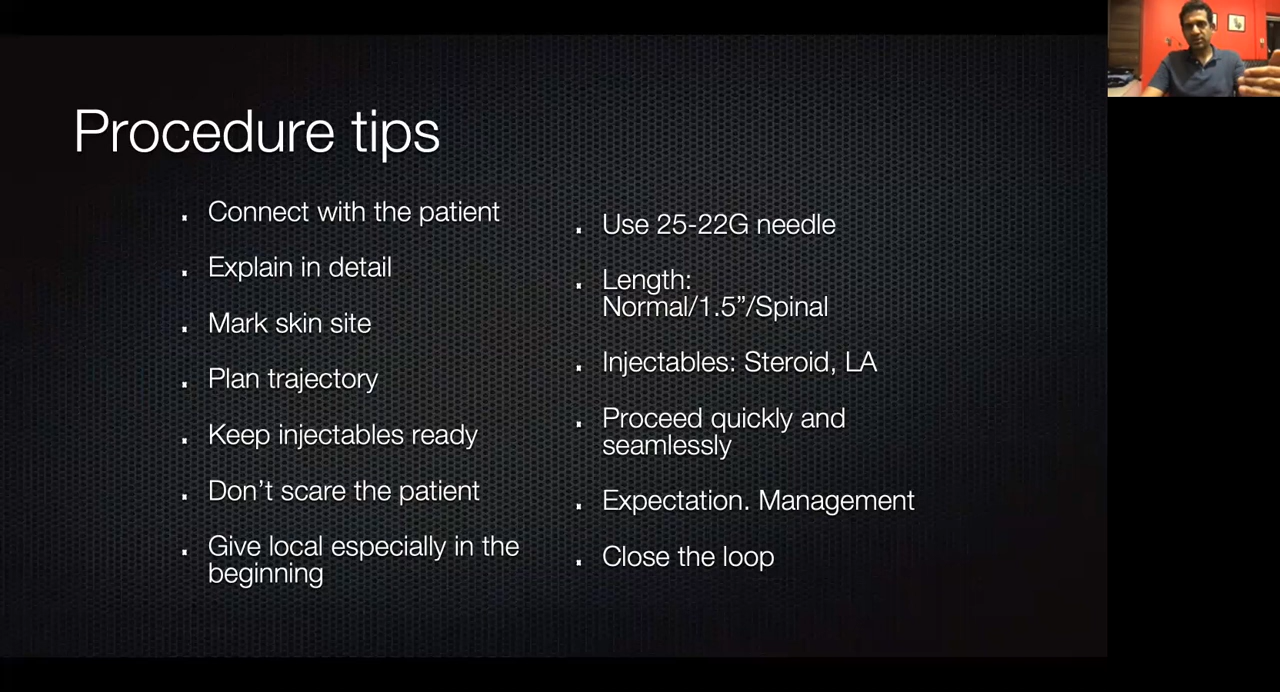 Procedure tips
Connect with the patient
Explain in detail
Mark skin site
Plan trajectory
Keep injectables ready
Don’t scare the patient
Give local especially in the
beginning
Use 25-22G needle
Length:
Normal/1.5”/Spinal
Injectables: Steroid, LA
Proceed quickly and
seamlessly
Expectation. Management
Close the loop